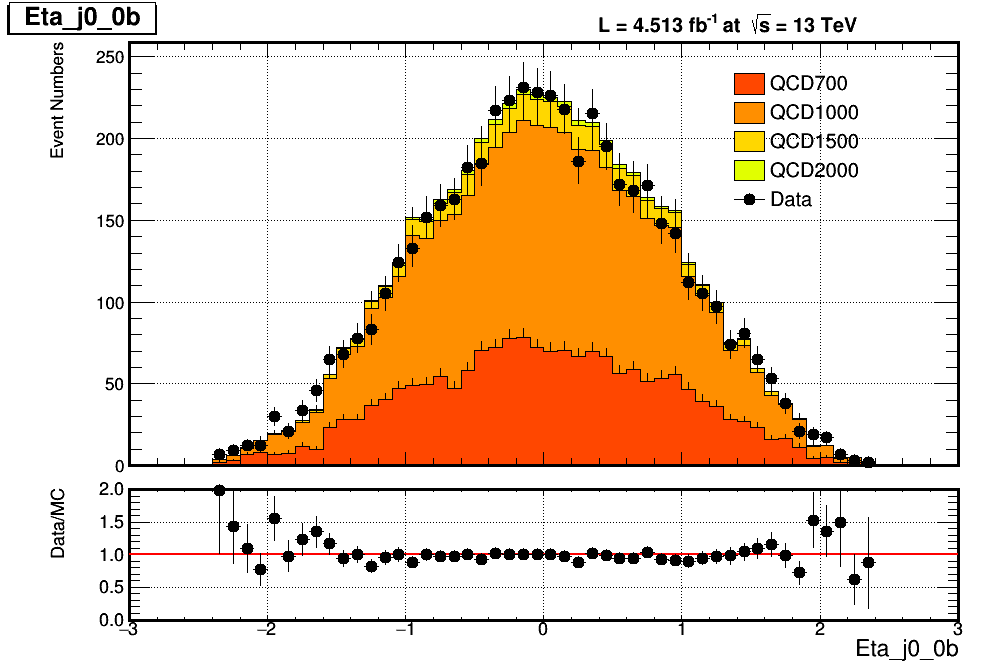 Eta_j0_0b
L = 4.513 fb⁻¹ at √s = 13 TeV
Event Numbers
250
200
150
100
50
0
QCD700
QCD1000
QCD1500
QCD2000
Data
Data/MC
2.0
1.5
1.0
0.5
0.0
−3 −2 −1 0 1 2 3
Eta_j0_0b